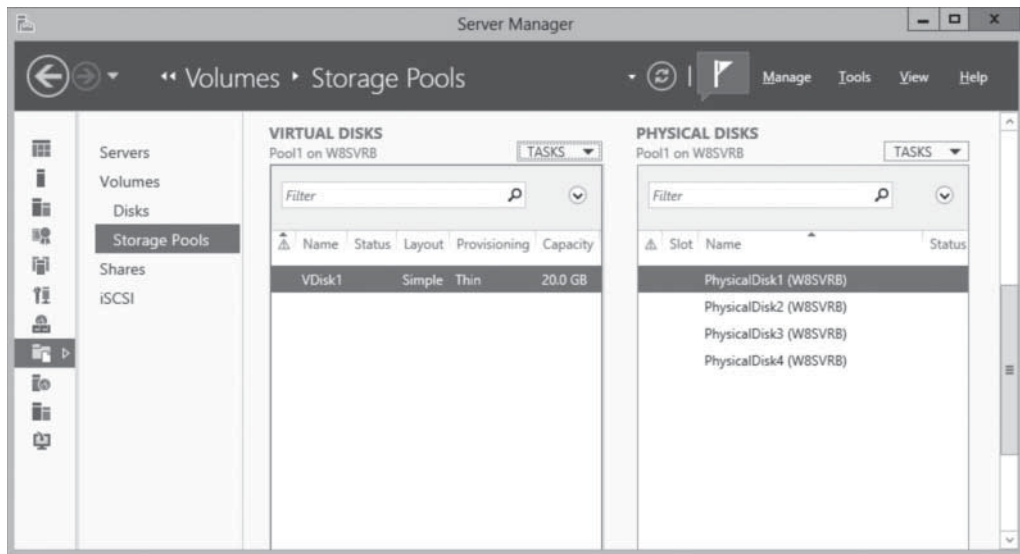 Server Manager
Volumes Storage Pools
Manage Tools View Help
Servers
Volumes
Disks
Storage Pools
Shares
iSCSI
VIRTUAL DISKS
Pool1 on W8SVRB
TASKS
Filter
Name Status Layout Provisioning Capacity
VDisk1 Simple Thin 20.0 GB
PHYSICAL DISKS
Pool1 on W8SVRB
TASKS
Filter
Slot Name Status
PhysicalDisk1 (W8SVRB)
PhysicalDisk2 (W8SVRB)
PhysicalDisk3 (W8SVRB)
PhysicalDisk4 (W8SVRB)